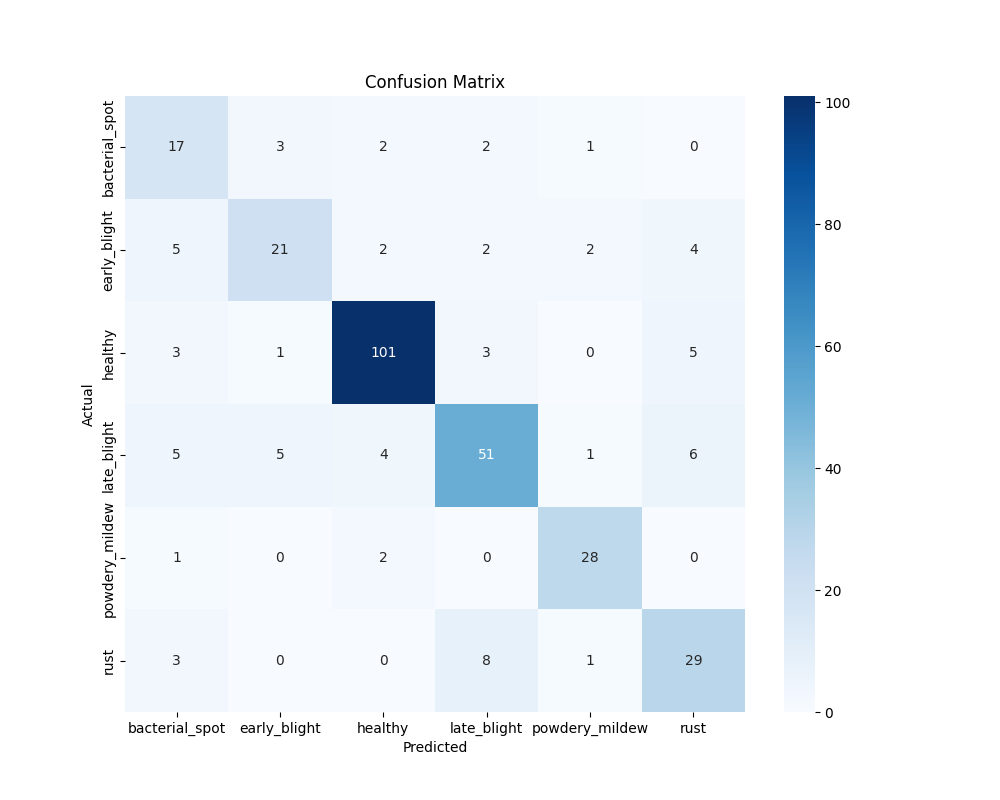 Confusion Matrix
bacterial_spot 17 3 2 2 1 0
early_blight 5 21 2 2 2 4
healthy 3 1 101 3 0 5
late_blight 5 5 4 51 1 6
powdery_mildew 1 0 2 0 28 0
rust 3 0 0 8 1 29
bacterial_spot early_blight healthy late_blight powdery_mildew rust
Predicted
Actual
100
80
60
40
20
0